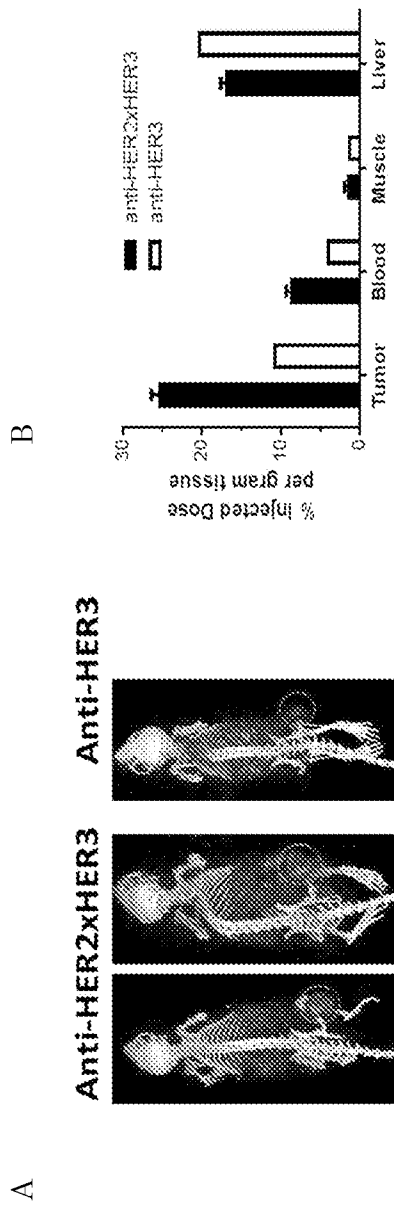 A
Anti-HER2xHER3
Anti-HER3
B
% Injected Dose
per gram tissue
30
20
10
0
anti-HER2xHER3
anti-HER3
Tumor
Blood
Muscle
Liver